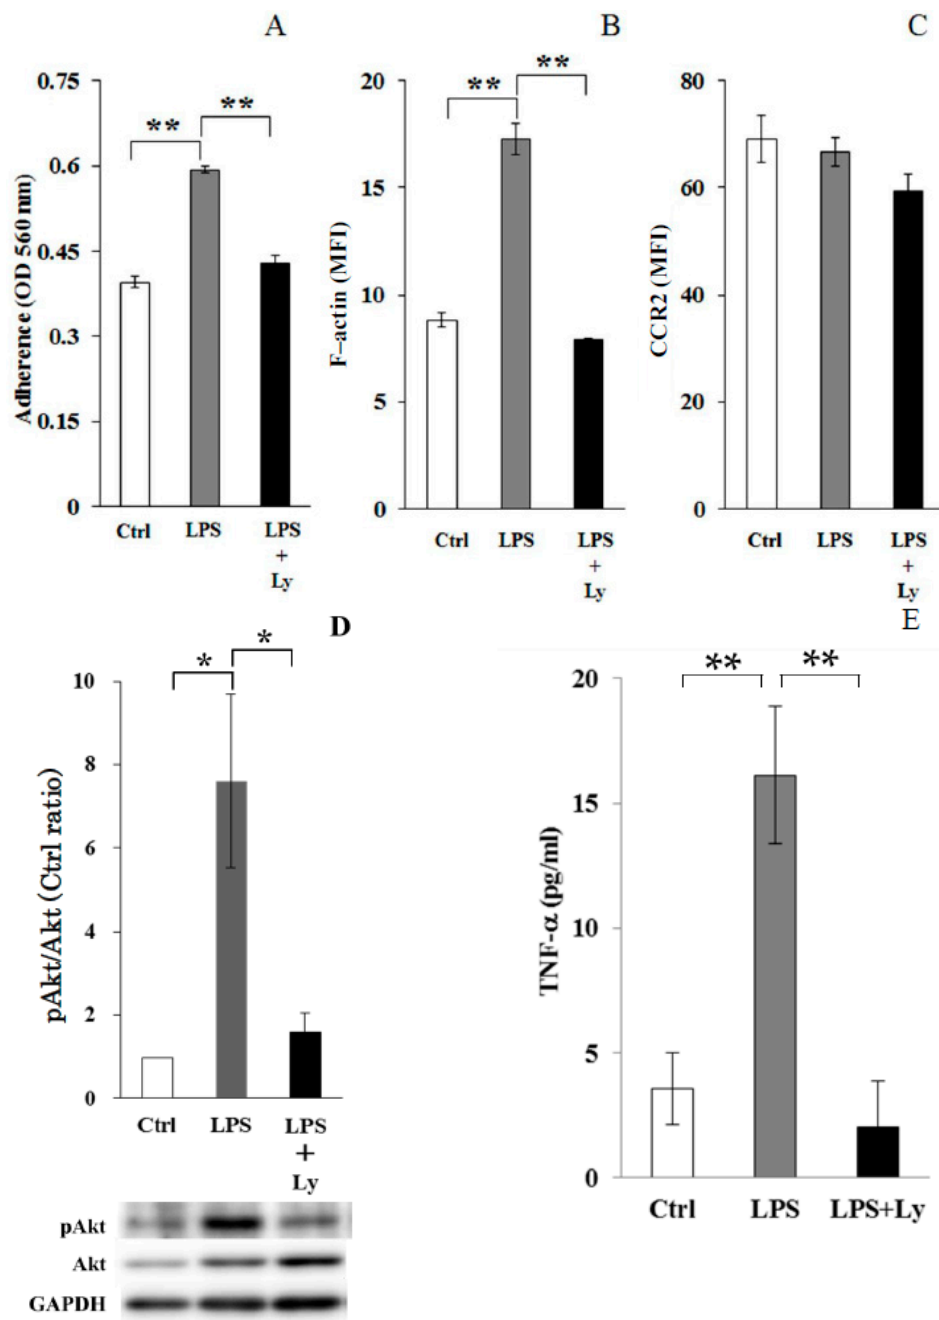 A
B
C
0.75
0.6
0.45
0.3
0.15
0
Adherence (OD 560 nm)
**
**
Ctrl
LPS
LPS
+
Ly
20
15
10
5
0
F-actin (MFI)
**
**
Ctrl
LPS
LPS
+
Ly
80
60
40
20
0
CCR2 (MFI)
Ctrl
LPS
LPS
+
Ly
D
10
8
6
4
2
0
pAkt/Akt (Ctrl ratio)
*
*
Ctrl
LPS
LPS
+
Ly
pAkt
Akt
GAPDH
E
20
15
10
5
0
TNF-α (pg/ml)
**
**
Ctrl
LPS
LPS+Ly